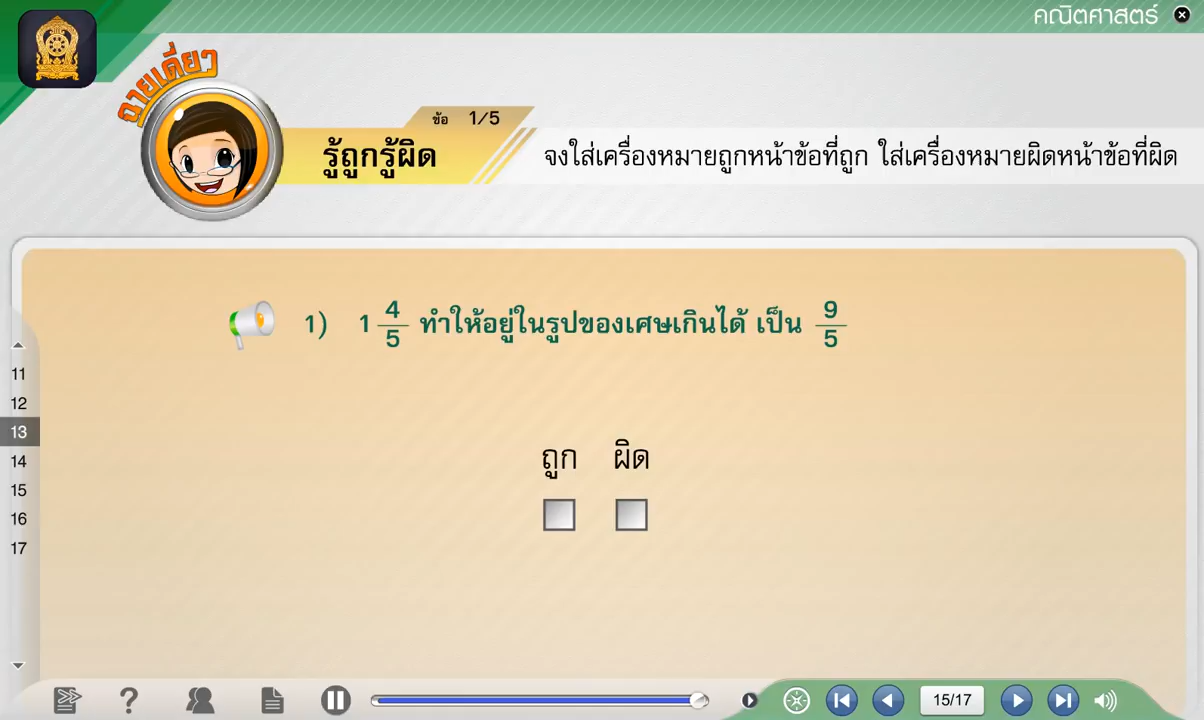 คณิตศาสตร์
ฉายเดี่ยว
ข้อ 1/5
รู้ถูกรู้ผิด
จงใส่เครื่องหมายถูกหน้าข้อที่ถูก ใส่เครื่องหมายผิดหน้าข้อที่ผิด
1) 1 4/5 ทำให้อยู่ในรูปของเศษเกินได้ เป็น 9/5
ถูก ผิด
11
12
13
14
15
16
17
15/17